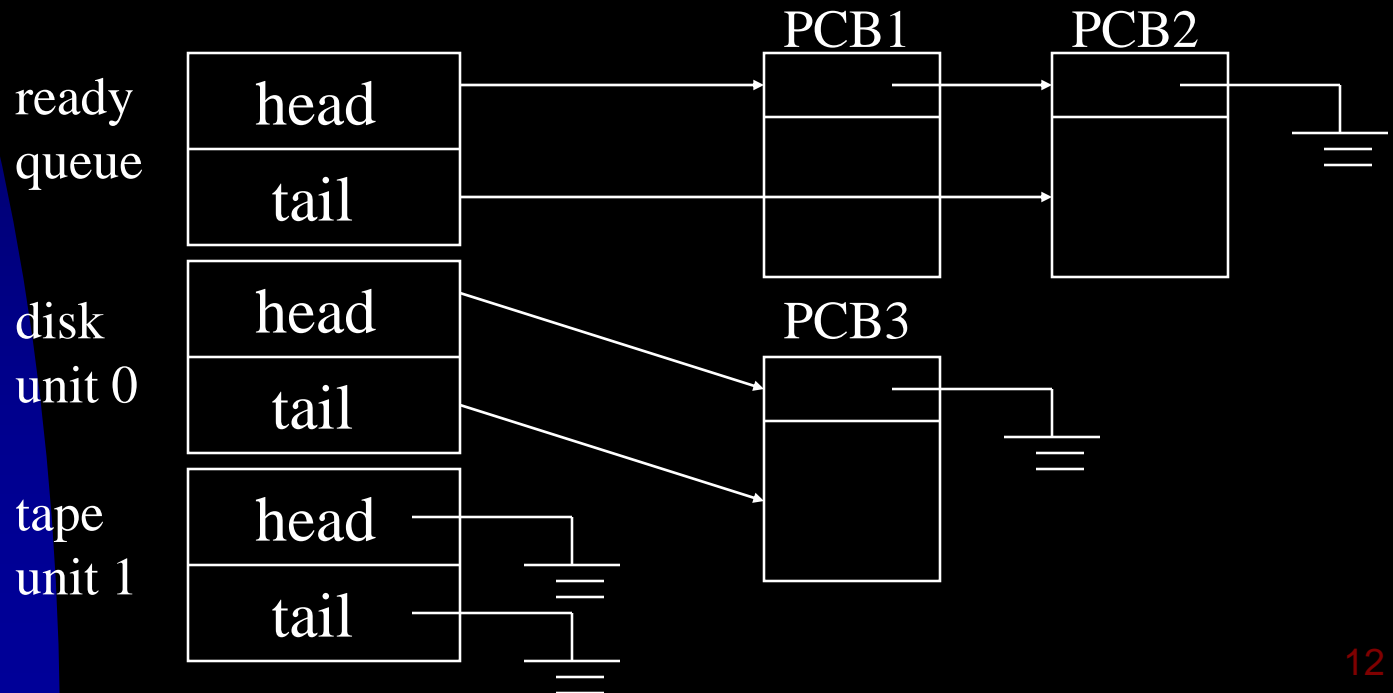 PCB1
PCB2
ready
queue
head
tail
disk
unit 0
head
tail
PCB3
tape
unit 1
head
tail
12